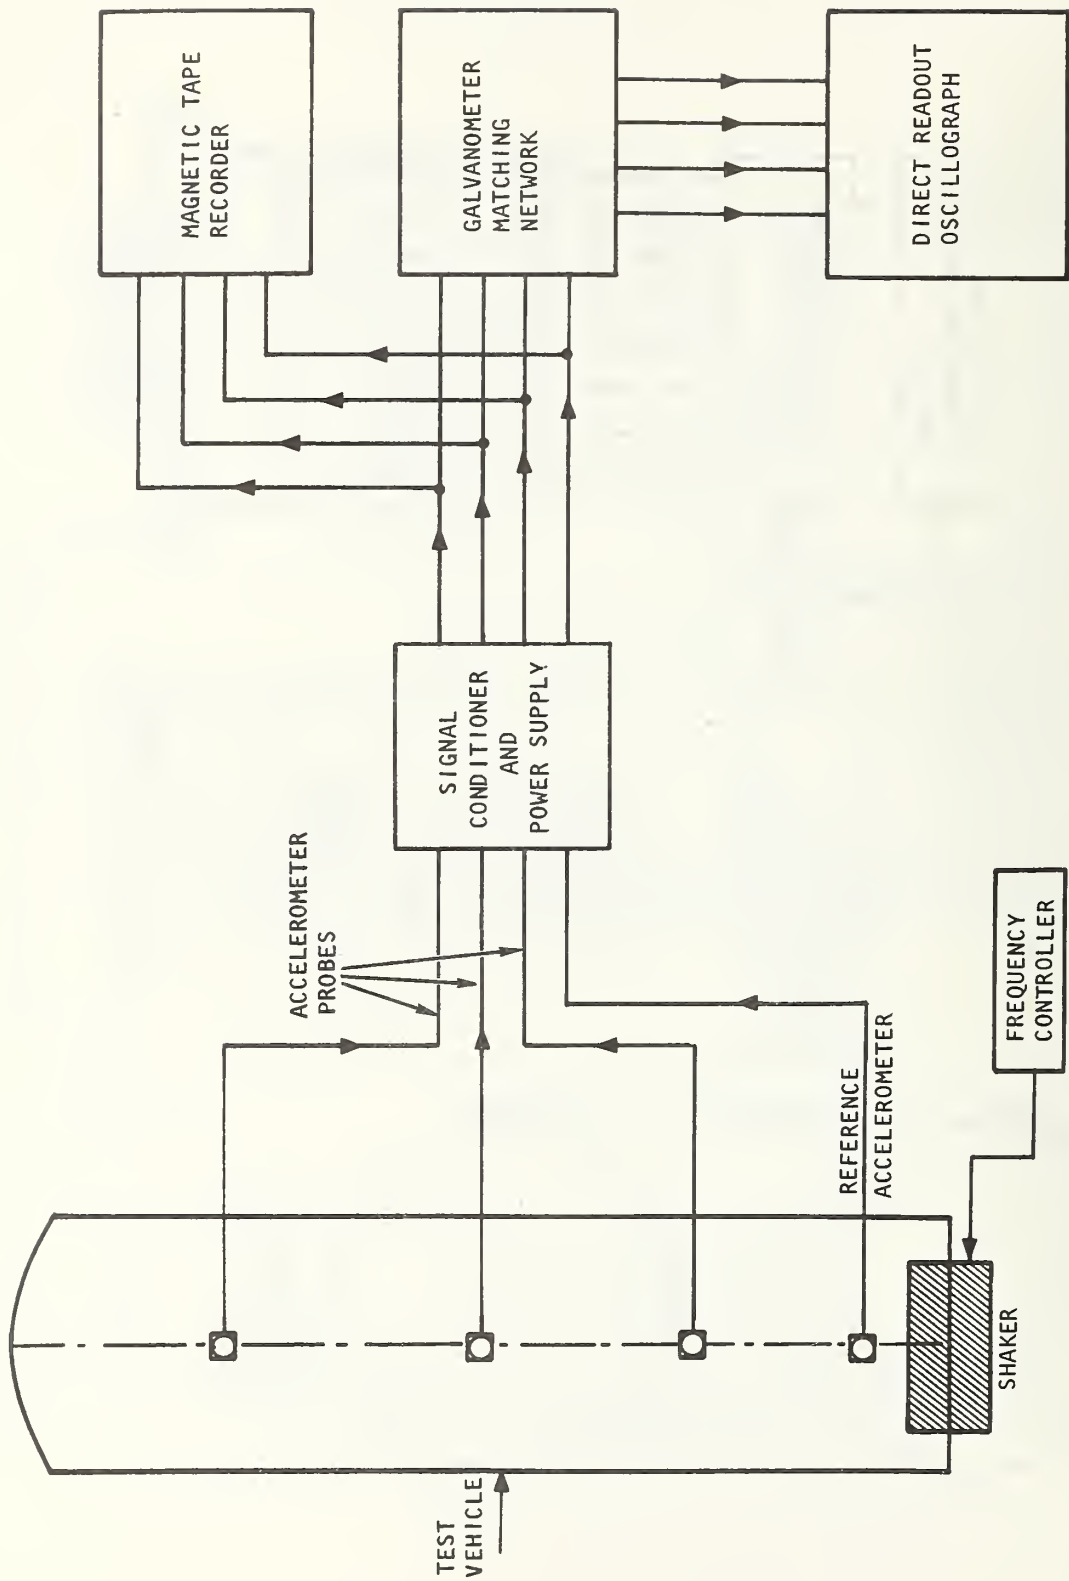 TEST
VEHICLE
SHAKER
REFERENCE
ACCELEROMETER
FREQUENCY
CONTROLLER
ACCELEROMETER
PROBES
SIGNAL
CONDITIONER
AND
POWER SUPPLY
MAGNETIC TAPE
RECORDER
GALVANOMETER
MATCHING
NETWORK
DIRECT READOUT
OSCILLOGRAPH